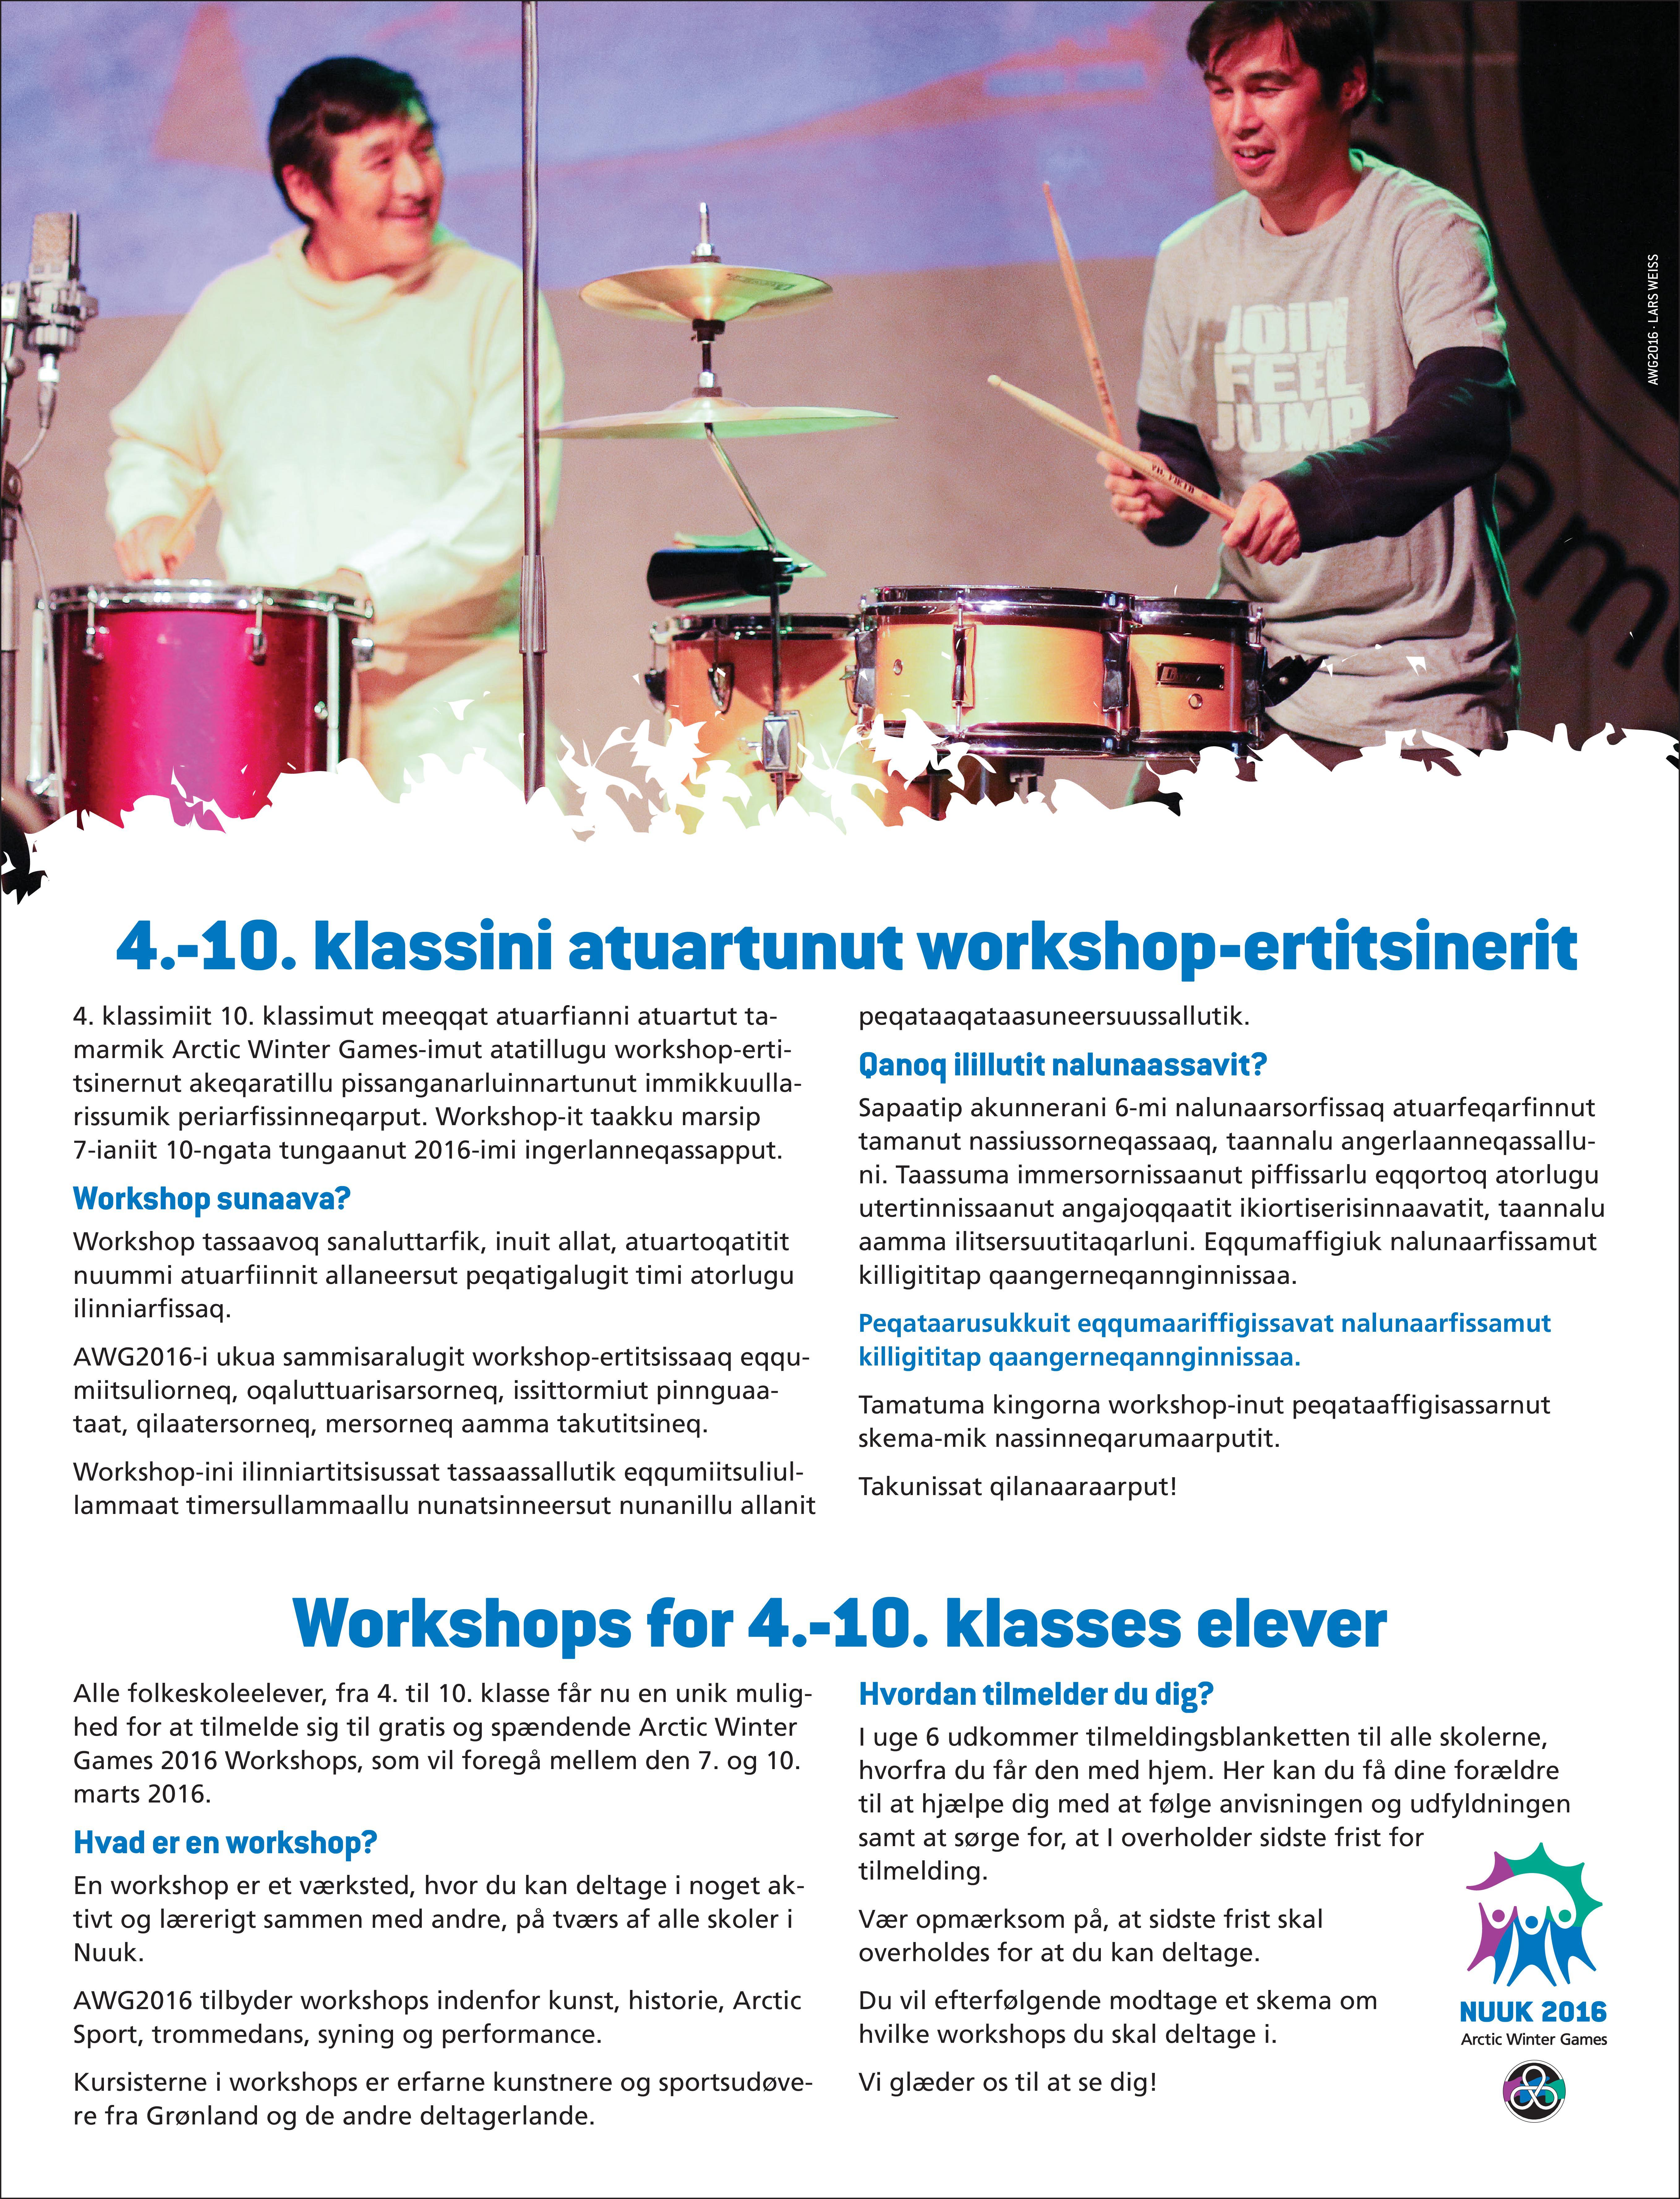 AWG2016 · LARS WEISS
JOIN
FEEL
JUMP
VIC FIRTH
am
4.-10. klassini atuartunut workshop-ertitsinerit
4. klassimiit 10. klassimut meeqqat atuarfianni atuartut ta-
marmik Arctic Winter Games-imut atatillugu workshop-erti-
tsinernut akeqaratillu pissanganarluinnartunut immikkuulla-
rissumik periarfissinneqarput. Workshop-it taakku marsip
7-ianiit 10-ngata tungaanut 2016-imi ingerlanneqassapput.
Workshop sunaava?
Workshop tassaavoq sanaluttarfik, inuit allat, atuartoqatitit
nuummi atuarfiinnit allaneersut peqatigalugit timi atorlugu
ilinniarfissaq.
AWG2016-i ukua sammisaralugit workshop-ertitsissaaq eqqu-
miitsuliorneq, oqaluttuarisarsorneq, issittormiut pinnguaa-
taat, qilaatersorneq, mersorneq aamma takutitsineq.
Workshop-ini ilinniartitsisussat tassaassallutik eqqumiitsuliul-
lammaat timersullammaallu nunatsinneersut nunanillu allanit
peqataaqataasuneersuussallutik.
Qanoq ilillutit nalunaassavit?
Sapaatip akunnerani 6-mi nalunaarsorfissaq atuarfeqarfinnut
tamanut nassiussorneqassaaq, taannalu angerlaanneqassallu-
ni. Taassuma immersornissaanut piffissarlu eqqortoq atorlugu
utertinnissaanut angajoqqaatit ikiortiserisinnaavatit, taannalu
aamma ilitsersuutitaqarluni. Eqqumaffigiuk nalunaarfissamut
killigititap qaangerneqannginnissaa.
Peqataarusukkuit eqqumaariffigissavat nalunaarfissamut
killigititap qaangerneqannginnissaa.
Tamatuma kingorna workshop-inut peqataaffigisassarnut
skema-mik nassinneqarumaarputit.
Takunissat qilanaaraarput!
Workshops for 4.-10. klasses elever
Alle folkeskoleelever, fra 4. til 10. klasse får nu en unik mulig-
hed for at tilmelde sig til gratis og spændende Arctic Winter
Games 2016 Workshops, som vil foregå mellem den 7. og 10.
marts 2016.
Hvad er en workshop?
En workshop er et værksted, hvor du kan deltage i noget ak-
tivt og lærerigt sammen med andre, på tværs af alle skoler i
Nuuk.
AWG2016 tilbyder workshops indenfor kunst, historie, Arctic
Sport, trommedans, syning og performance.
Kursisterne i workshops er erfarne kunstnere og sportsudøve-
re fra Grønland og de andre deltagerlande.
Hvordan tilmelder du dig?
I uge 6 udkommer tilmeldingsblanketten til alle skolerne,
hvorfra du får den med hjem. Her kan du få dine forældre
til at hjælpe dig med at følge anvisningen og udfyldningen
samt at sørge for, at I overholder sidste frist for
tilmelding.
Vær opmærksom på, at sidste frist skal
overholdes for at du kan deltage.
Du vil efterfølgende modtage et skema om
hvilke workshops du skal deltage i.
Vi glæder os til at se dig!
NUUK 2016
Arctic Winter Games